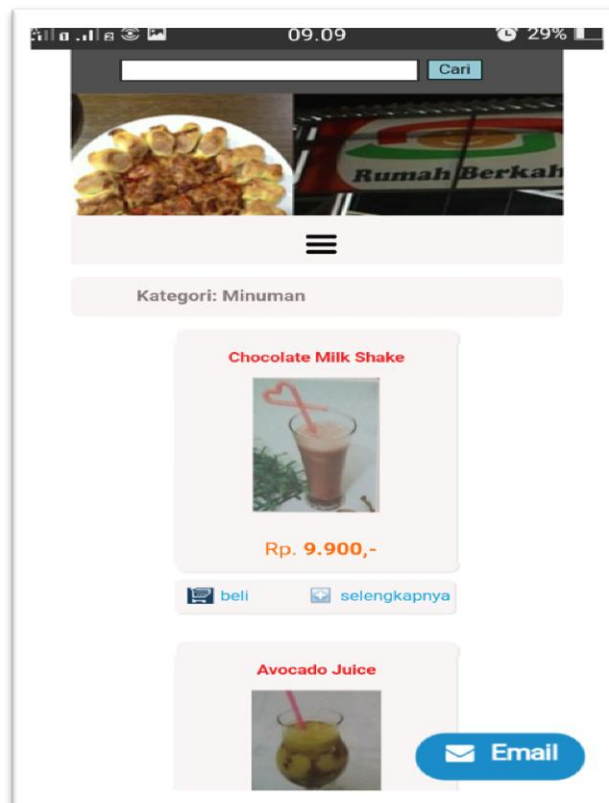 09.09 29%
Cari
Rumah Berkah
Kategori: Minuman
Chocolate Milk Shake
Rp. 9.900,-
beli selengkapnya
Avocado Juice
Email